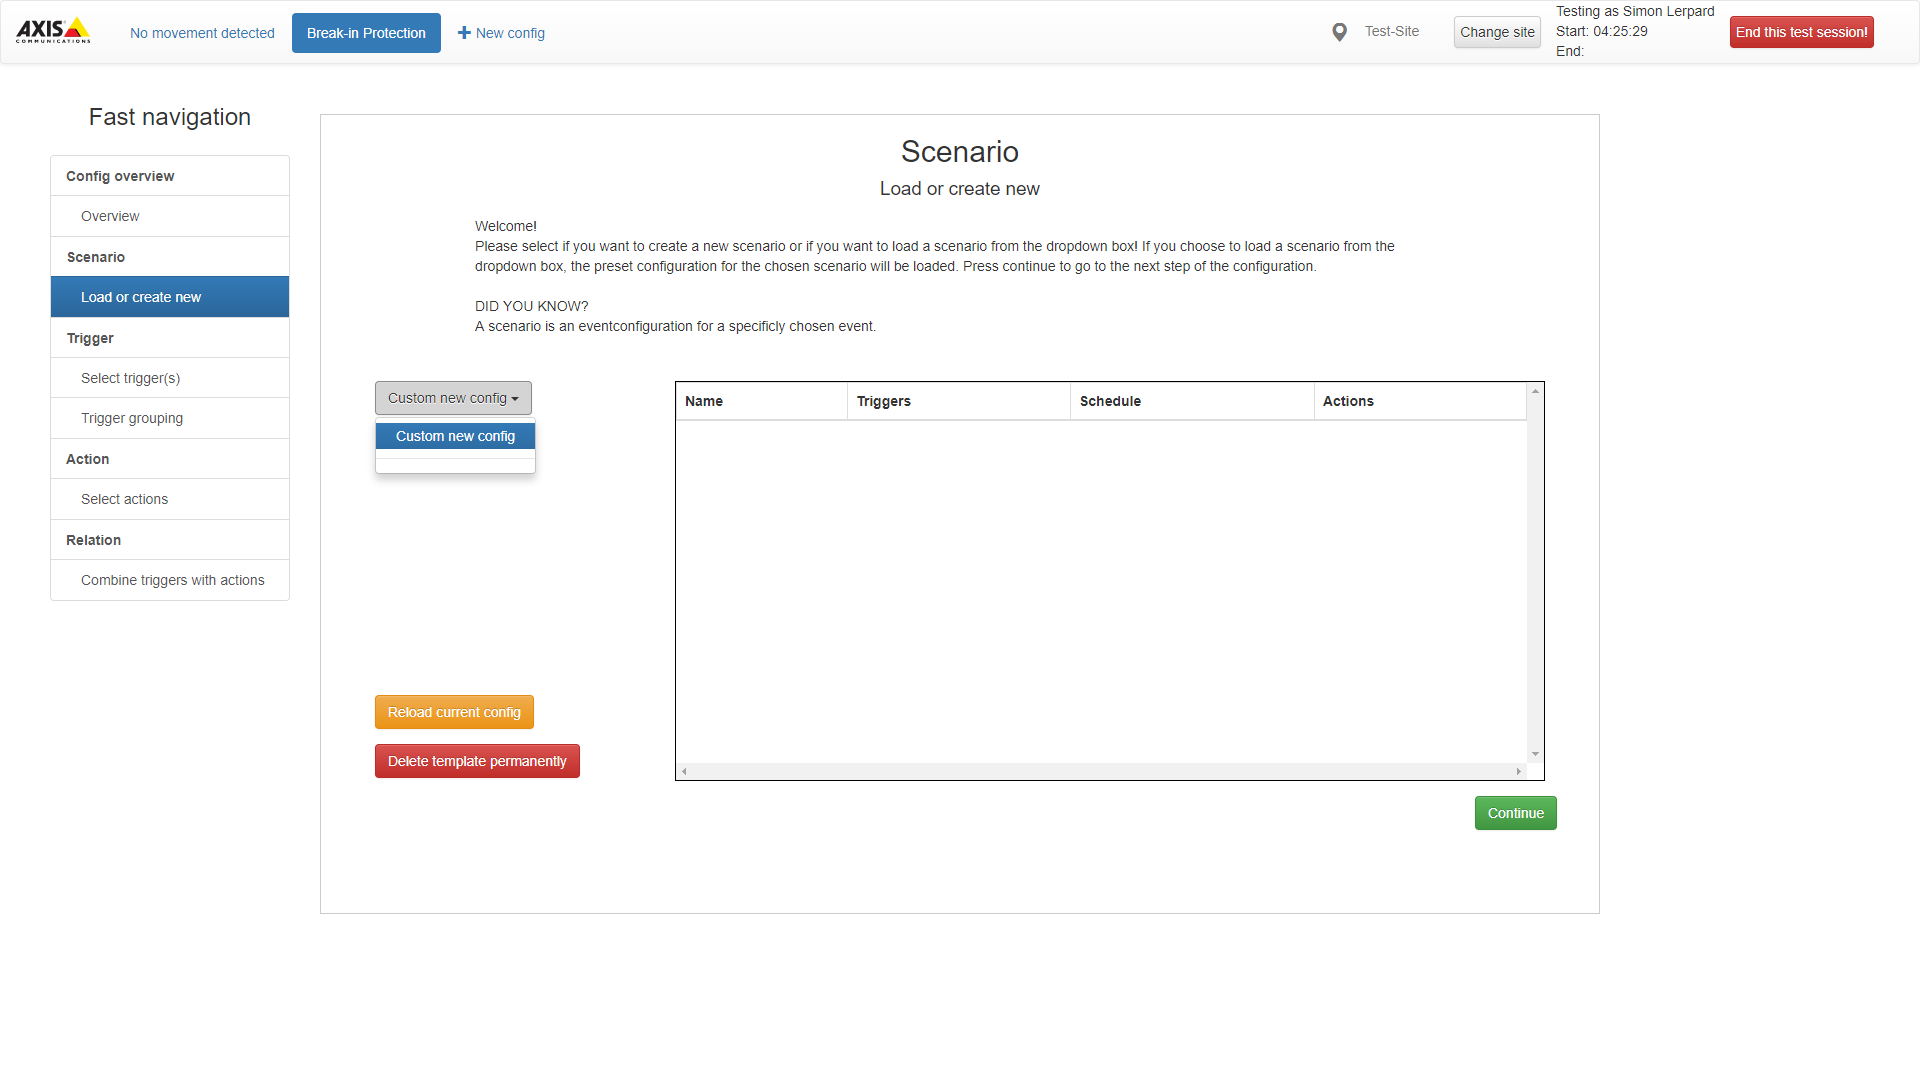 AXIS
COMMUNICATIONS
No movement detected
Break-in Protection
New config
Test-Site
Change site
Testing as Simon Lerpard
Start: 04:25:29
End:
End this test session!
Fast navigation
Config overview
Overview
Scenario
Load or create new
Trigger
Select trigger(s)
Trigger grouping
Action
Select actions
Relation
Combine triggers with actions
Scenario
Load or create new
Welcome!
Please select if you want to create a new scenario or if you want to load a scenario from the dropdown box! If you choose to load a scenario from the
dropdown box, the preset configuration for the chosen scenario will be loaded. Press continue to go to the next step of the configuration.
DID YOU KNOW?
A scenario is an eventconfiguration for a specificly chosen event.
Custom new config
Custom new config
Name Triggers Schedule Actions
Reload current config
Delete template permanently
Continue